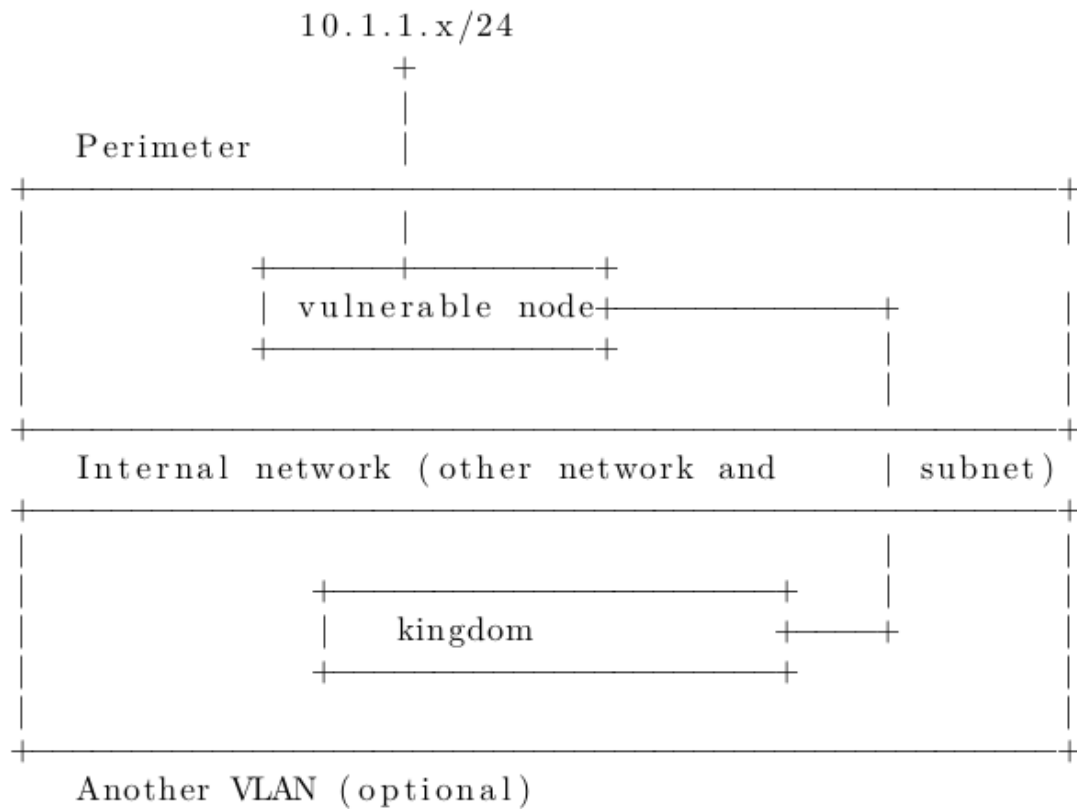 10.1.1.x/24
Perimeter
vulnerable node
Internal network (other network and | subnet)
kingdom
Another VLAN (optional)